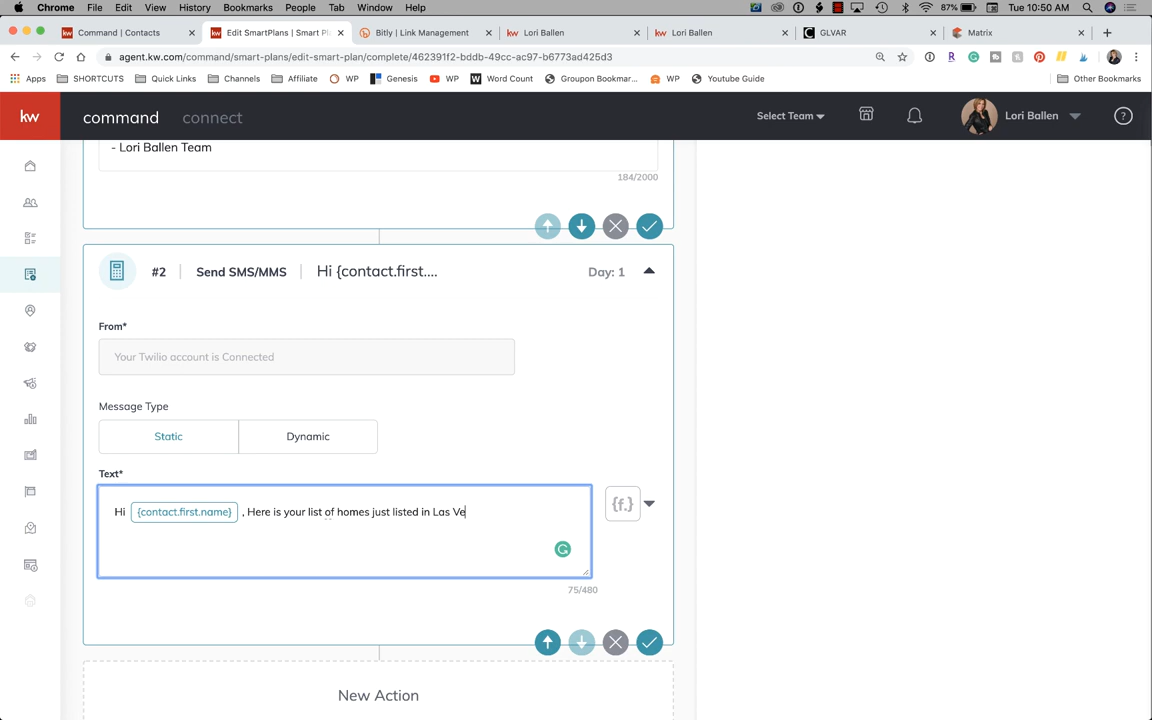 Chrome File Edit View History Bookmarks People Tab Window Help 87% Tue 10:50 AM
Command | Contacts Edit SmartPlans | Smart Pl Bitly | Link Management Lori Ballen Lori Ballen GLVAR Matrix
agent.kw.com/command/smart-plans/edit-smart-plan/complete/462391f2-bddb-49cc-ac97-b6773ad425d3
Apps SHORTCUTS Quick Links Channels Affiliate WP Genesis WP Word Count Groupon Bookmar... WP Youtube Guide Other Bookmarks
kw command connect Select Team Lori Ballen ?
- Lori Ballen Team
184/2000
#2 Send SMS/MMS Hi {contact.first.... Day: 1
From*
Your Twilio account is Connected
Message Type
Static Dynamic
Text*
Hi {contact.first.name} , Here is your list of homes just listed in Las Ve
{f.}
75/480
New Action